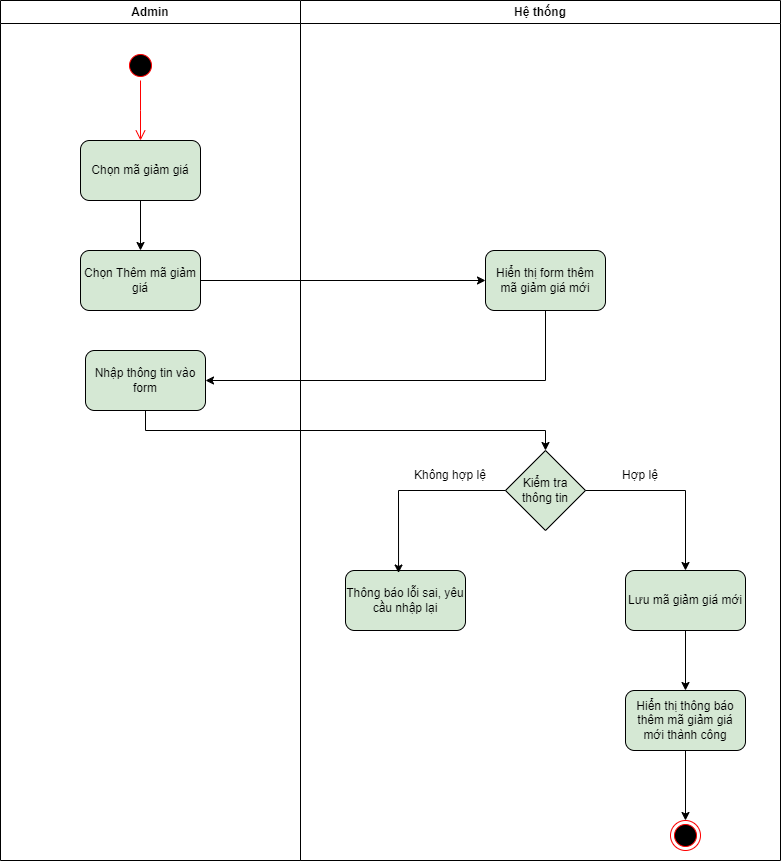 Admin
Hệ thống
Chọn mã giảm giá
Chọn Thêm mã giảm
giá
Hiển thị form thêm
mã giảm giá mới
Nhập thông tin vào
form
Kiểm tra
thông tin
Không hợp lệ
Hợp lệ
Thông báo lỗi sai, yêu
cầu nhập lại
Lưu mã giảm giá mới
Hiển thị thông báo
thêm mã giảm giá
mới thành công